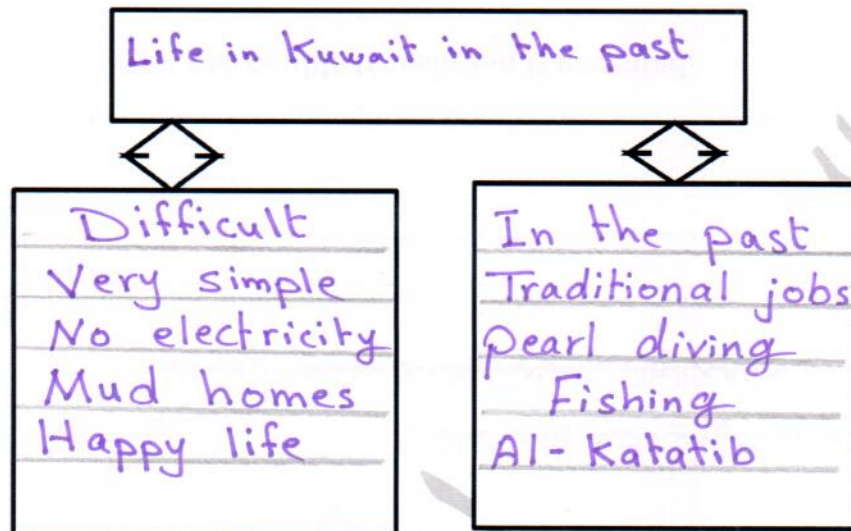 Life in Kuwait in the past
Difficult
Very simple
No electricity
Mud homes
Happy life
In the past
Traditional jobs
pearl diving
Fishing
Al-Katatib